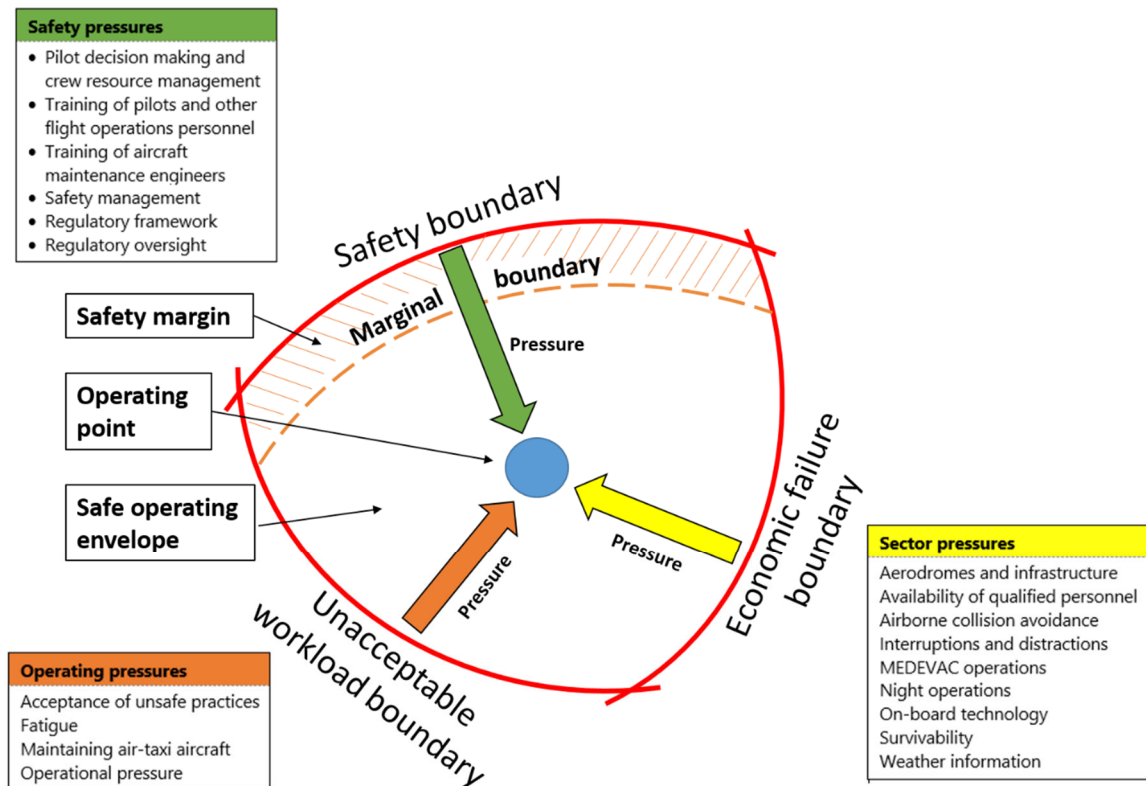 Safety pressures
• Pilot decision making and
crew resource management
• Training of pilots and other
flight operations personnel
• Training of aircraft
maintenance engineers
• Safety management
• Regulatory framework
• Regulatory oversight
Safety boundary
Marginal boundary
Safety margin
Pressure
Operating
point
Safe operating
envelope
Pressure
Pressure
Economic failure
boundary
Unacceptable
workload boundary
Sector pressures
Aerodromes and infrastructure
Availability of qualified personnel
Airborne collision avoidance
Interruptions and distractions
MEDEVAC operations
Night operations
On-board technology
Survivability
Weather information
Operating pressures
Acceptance of unsafe practices
Fatigue
Maintaining air-taxi aircraft
Operational pressure